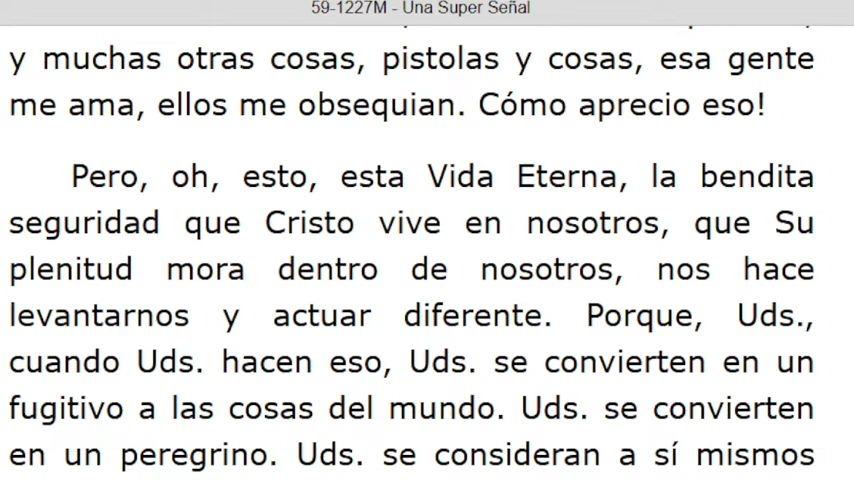 59-1227M - Una Super Señal
y muchas otras cosas, pistolas y cosas, esa gente
me ama, ellos me obsequian. Cómo aprecio eso!
Pero, oh, esto, esta Vida Eterna, la bendita
seguridad que Cristo vive en nosotros, que Su
plenitud mora dentro de nosotros, nos hace
levantarnos y actuar diferente. Porque, Uds.,
cuando Uds. hacen eso, Uds. se convierten en un
fugitivo a las cosas del mundo. Uds. se convierten
en un peregrino. Uds. se consideran a sí mismos